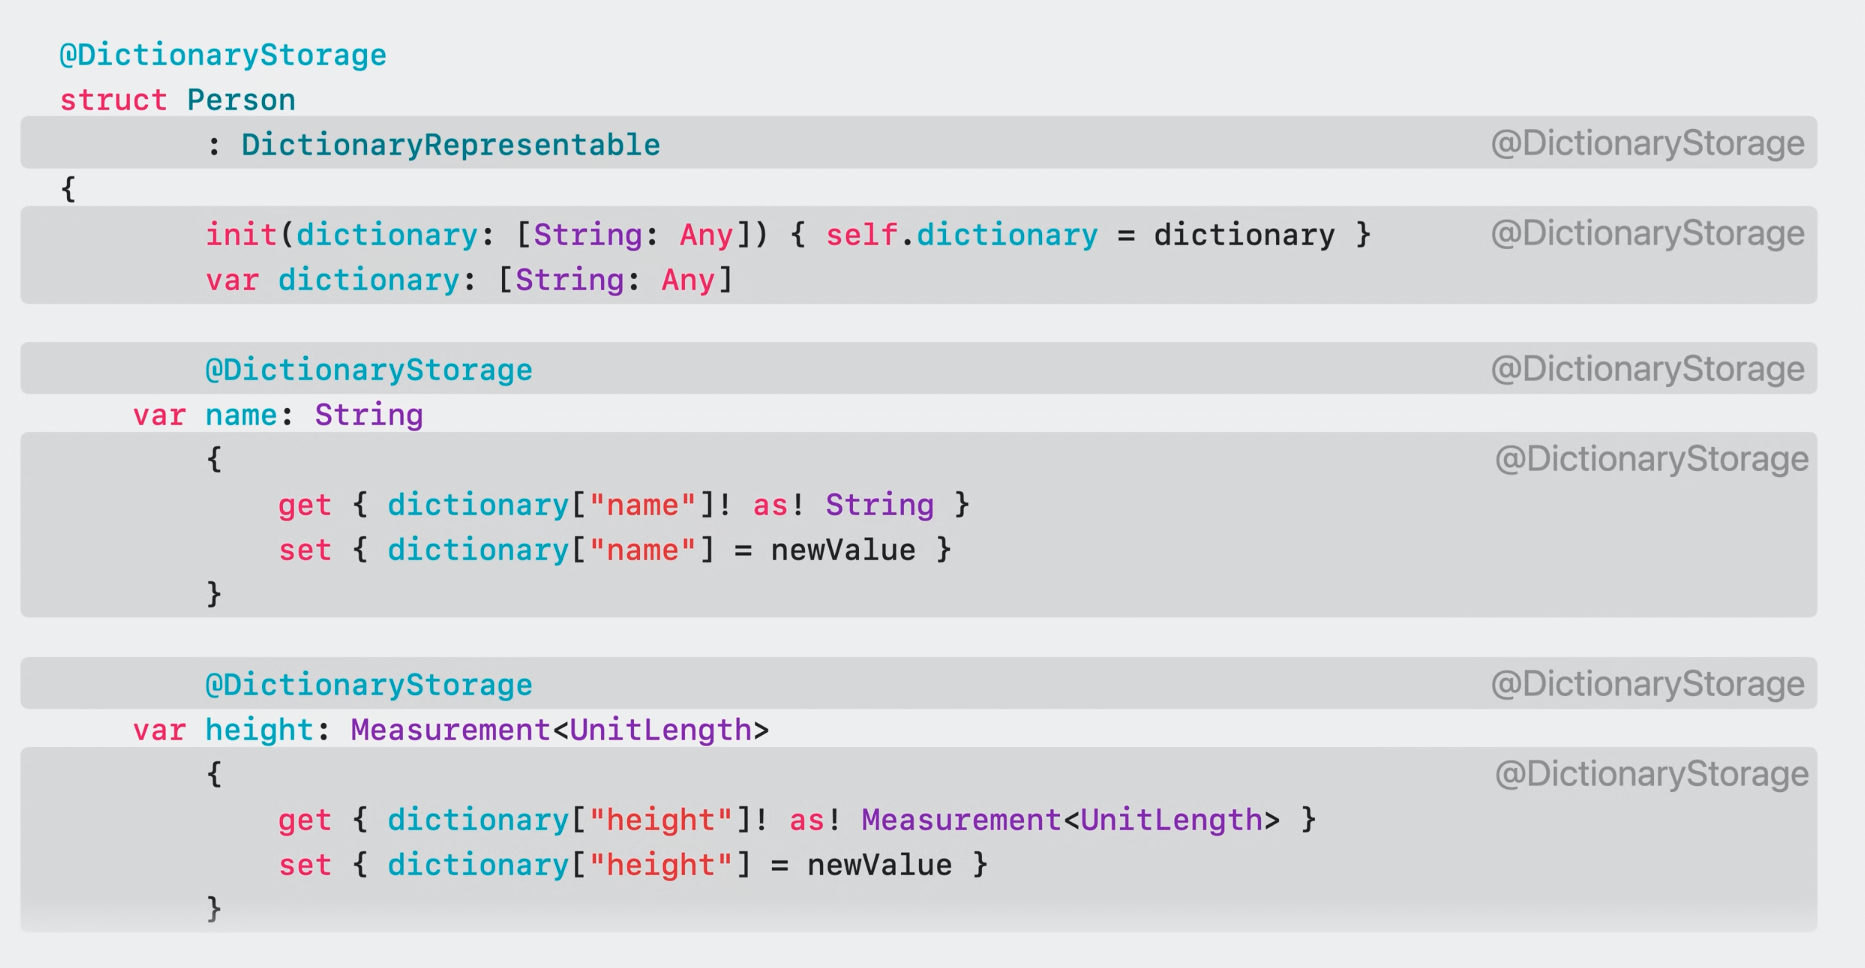 @DictionaryStorage
struct Person
: DictionaryRepresentable @DictionaryStorage
{
init(dictionary: [String: Any]) { self.dictionary = dictionary } @DictionaryStorage
var dictionary: [String: Any]
@DictionaryStorage @DictionaryStorage
var name: String
{ @DictionaryStorage
get { dictionary["name"]! as! String }
set { dictionary["name"] = newValue }
}
@DictionaryStorage @DictionaryStorage
var height: Measurement<UnitLength>
{ @DictionaryStorage
get { dictionary["height"]! as! Measurement<UnitLength> }
set { dictionary["height"] = newValue }
}